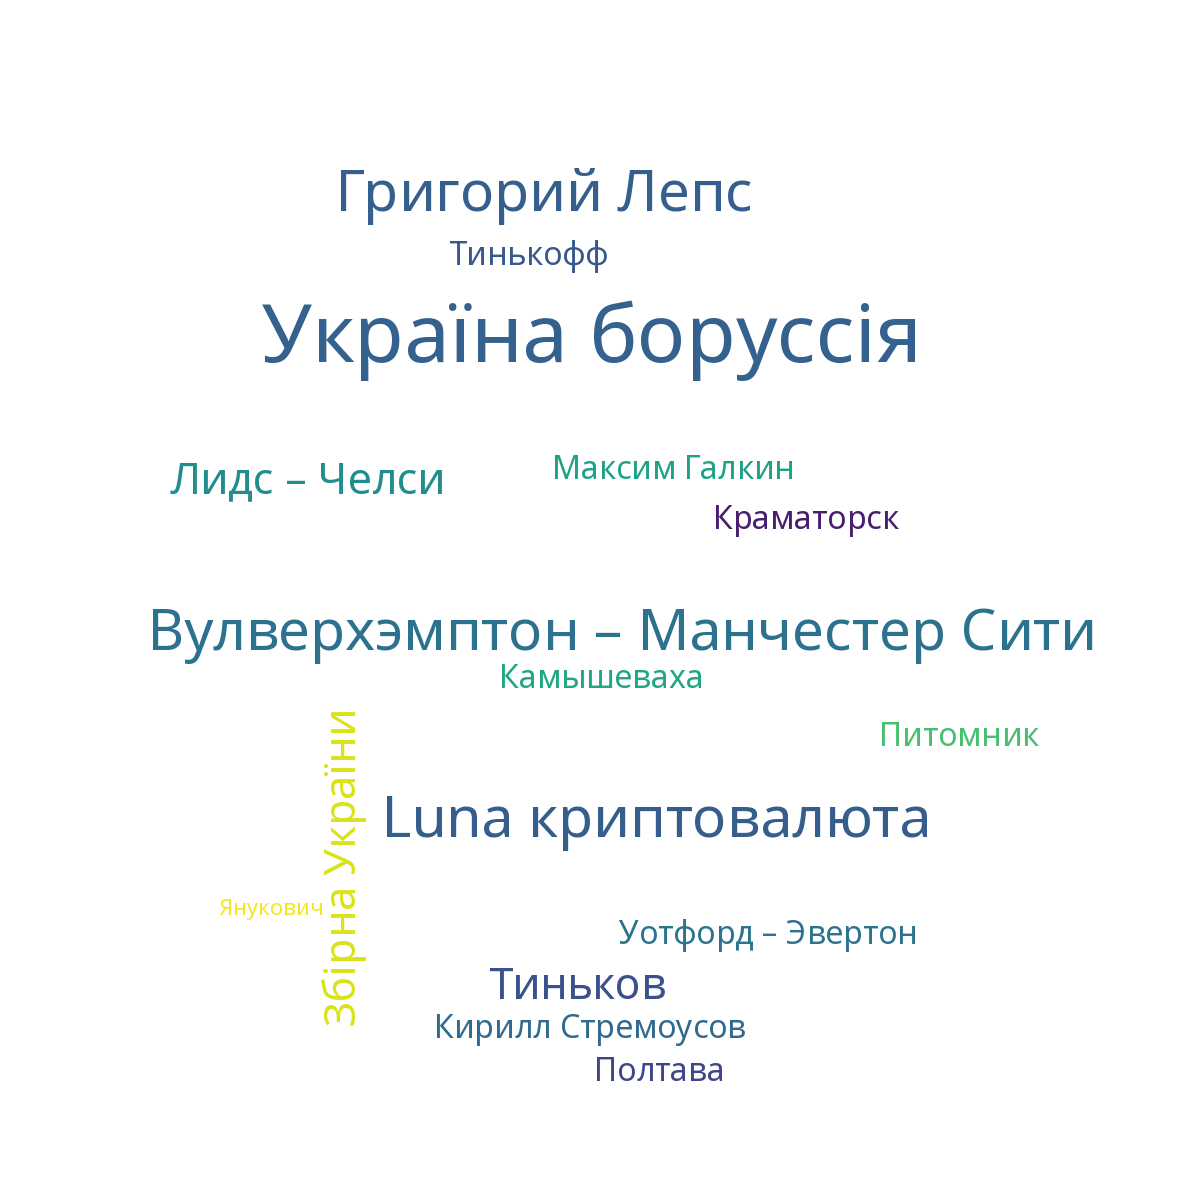 Григорий Лепс
Тинькофф
Україна боруссія
Лидс – Челси
Максим Галкин
Краматорск
Вулверхэмптон – Манчестер Сити
Камышеваха
Питомник
Збірна України
Luna криптовалюта
Янукович
Уотфорд – Эвертон
Тиньков
Кирилл Стремоусов
Полтава